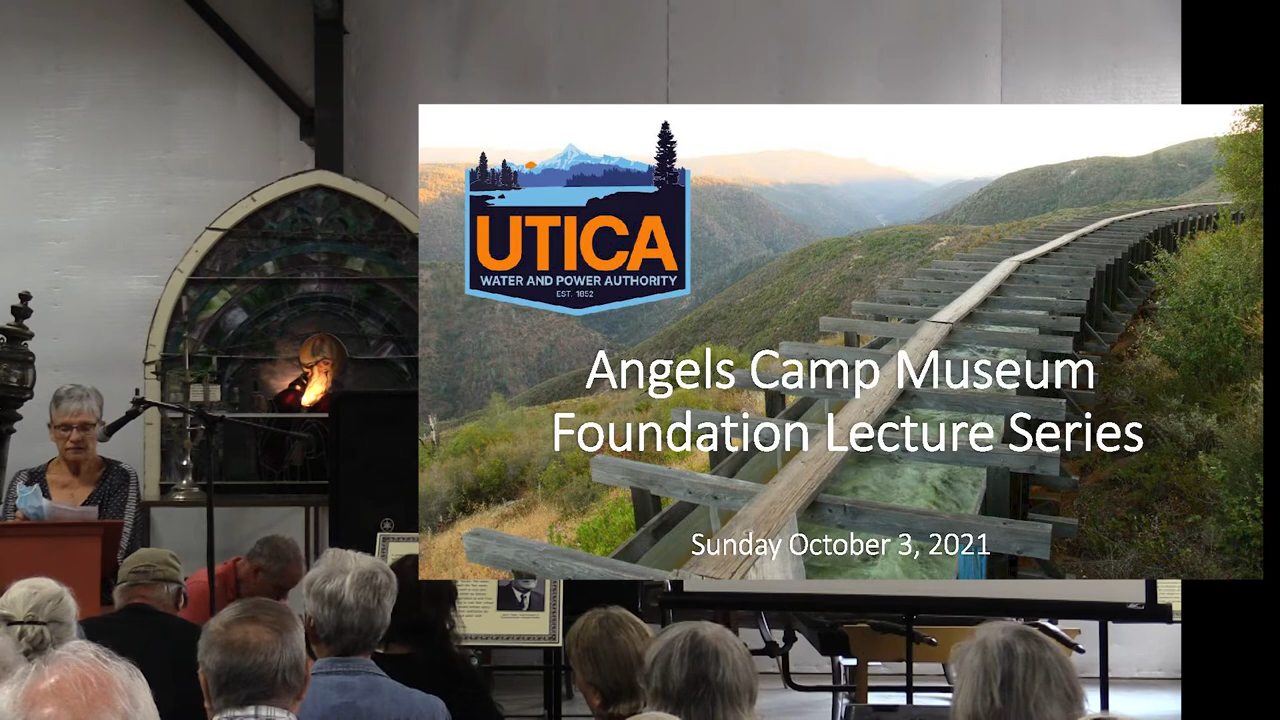 UTICA
WATER AND POWER AUTHORITY
EST. 1852
Angels Camp Museum
Foundation Lecture Series
Sunday October 3, 2021